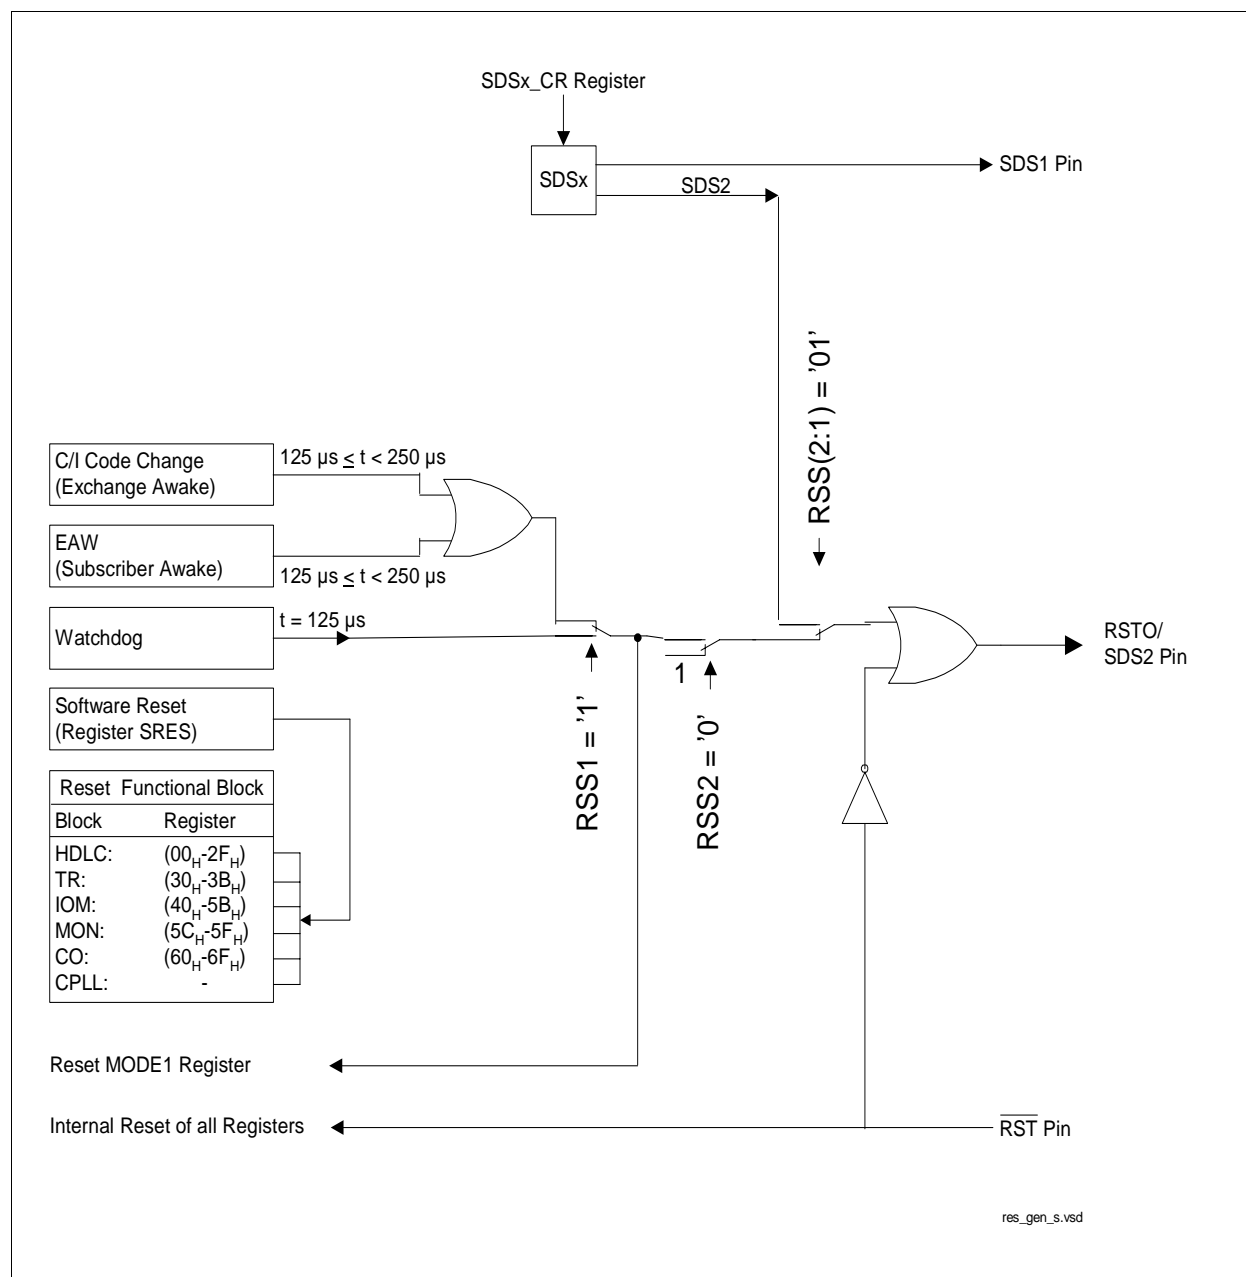 SDSx_CR Register
SDSx
SDS1 Pin
SDS2
RSS(2:1) = '01'
C/I Code Change
(Exchange Awake)
125 µs ≤ t < 250 µs
EAW
(Subscriber Awake)
125 µs ≤ t < 250 µs
Watchdog
t = 125 µs
RSTO/
SDS2 Pin
1
Software Reset
(Register SRES)
RSS1 = '1'
RSS2 = '0'
Reset Functional Block
Block Register
HDLC: (00H-2FH)
TR: (30H-3BH)
IOM: (40H-5BH)
MON: (5CH-5FH)
CO: (60H-6FH)
CPLL: -
Reset MODE1 Register
Internal Reset of all Registers
RST Pin
res_gen_s.vsd